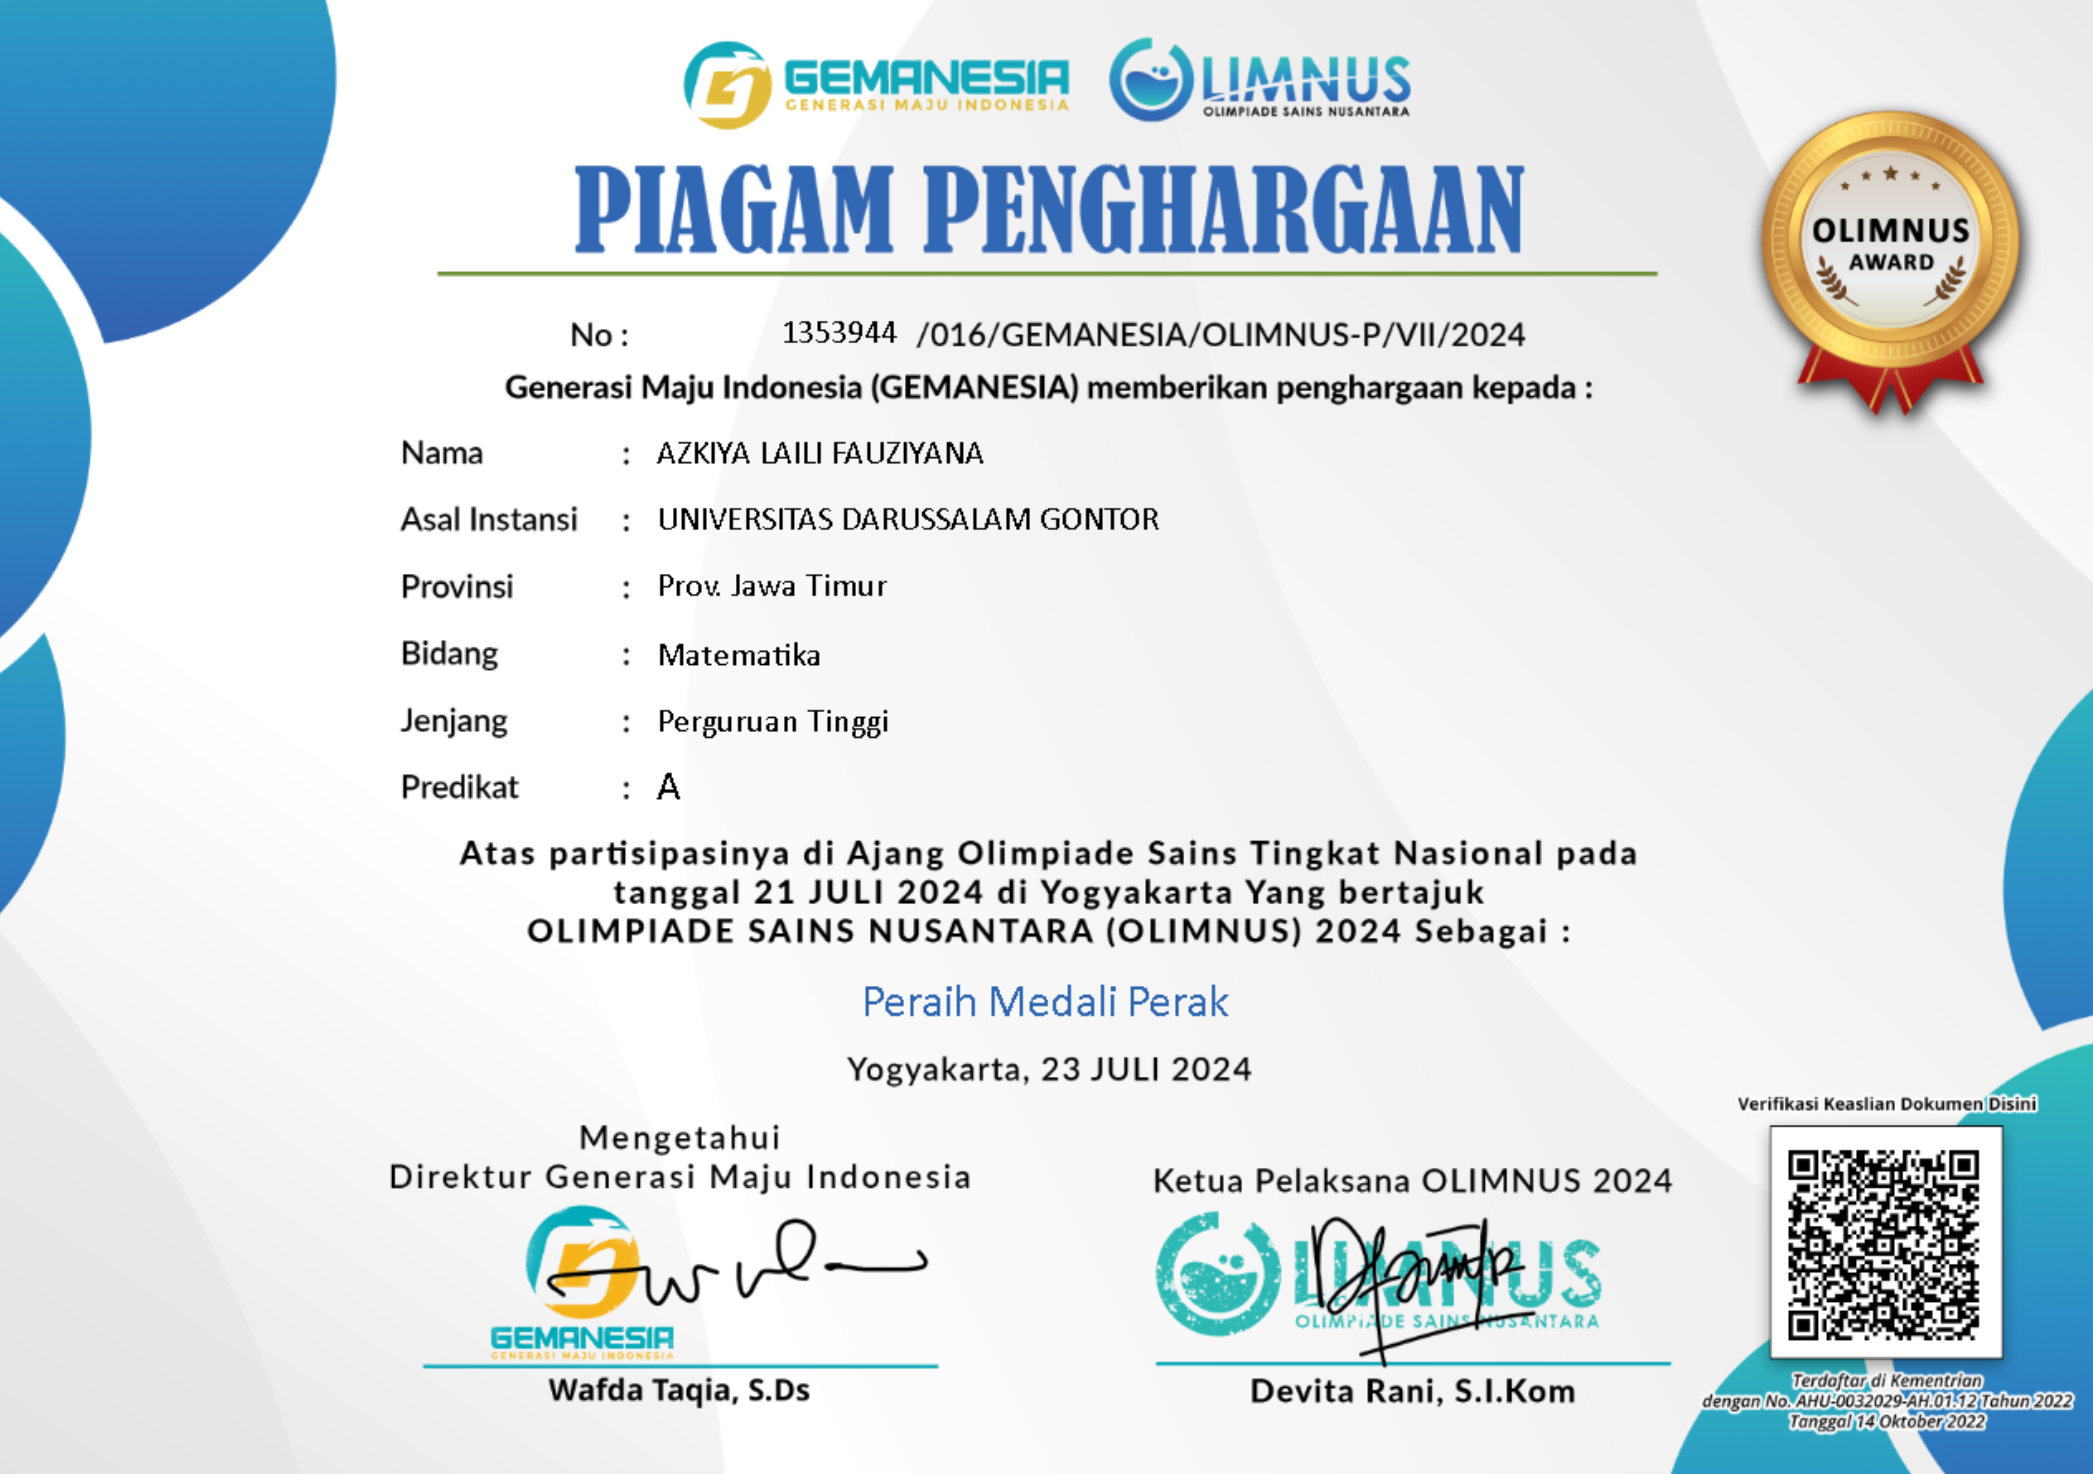 GEMANESIA
GENERASI MAJU INDONESIA
OLIMNUS
OLIMPIADE SAINS NUSANTARA
PIAGAM PENGHARGAAN
OLIMNUS
AWARD
No : 1353944 /016/GEMANESIA/OLIMNUS-P/VII/2024
Generasi Maju Indonesia (GEMANESIA) memberikan penghargaan kepada :
Nama : AZKIYA LAILI FAUZIYANA
Asal Instansi : UNIVERSITAS DARUSSALAM GONTOR
Provinsi : Prov. Jawa Timur
Bidang : Matematika
Jenjang : Perguruan Tinggi
Predikat : A
Atas partisipasinya di Ajang Olimpiade Sains Tingkat Nasional pada
tanggal 21 JULI 2024 di Yogyakarta Yang bertajuk
OLIMPIADE SAINS NUSANTARA (OLIMNUS) 2024 Sebagai :
Peraih Medali Perak
Yogyakarta, 23 JULI 2024
Mengetahui
Direktur Generasi Maju Indonesia
GEMANESIA
GENERASI MAJU INDONESIA
Wafda Taqia, S.Ds
Ketua Pelaksana OLIMNUS 2024
OLIMNUS
OLIMPIADE SAINS NUSANTARA
Devita Rani, S.I.Kom
Verifikasi Keaslian Dokumen Disini
Terdaftar di Kementrian
dengan No. AHU-0032029-AH.01.12 Tahun 2022
Tanggal 14 Oktober 2022